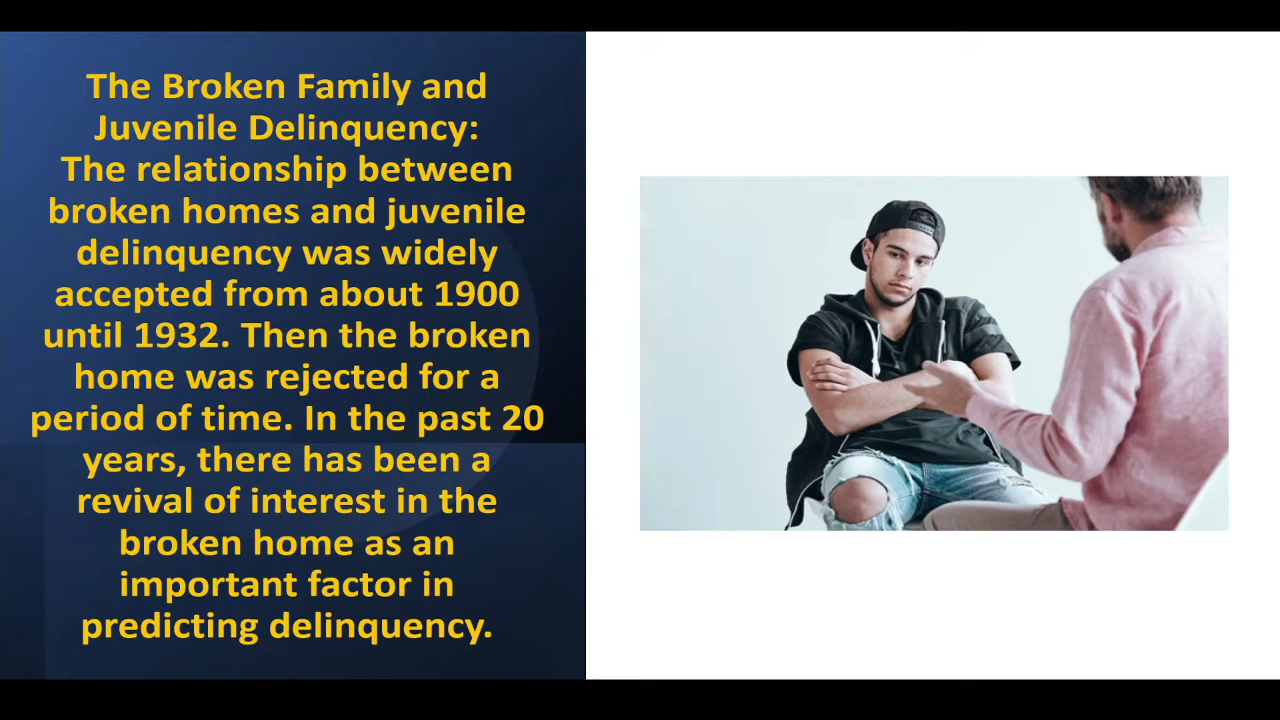 The Broken Family and
Juvenile Delinquency:
The relationship between
broken homes and juvenile
delinquency was widely
accepted from about 1900
until 1932. Then the broken
home was rejected for a
period of time. In the past 20
years, there has been a
revival of interest in the
broken home as an
important factor in
predicting delinquency.